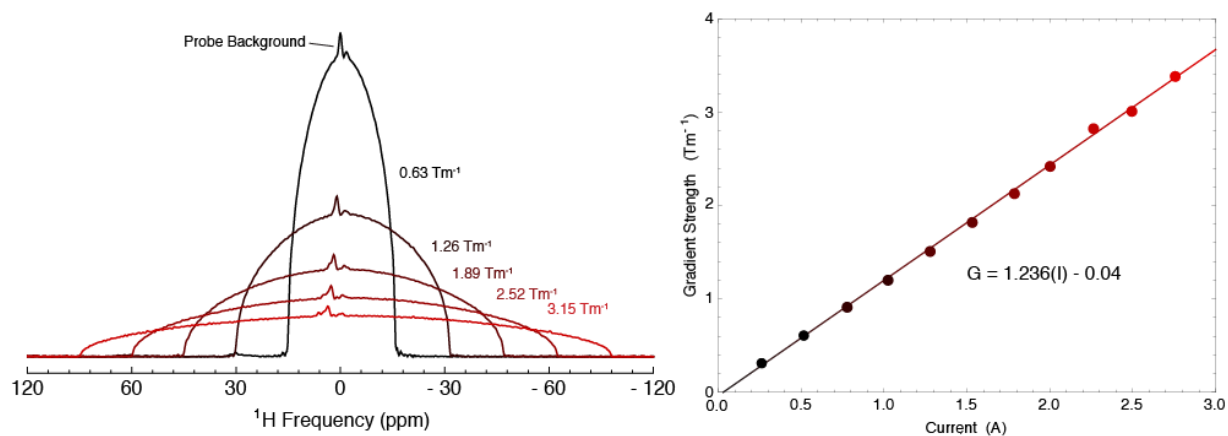 Probe Background
0.63 Tm⁻¹
1.26 Tm⁻¹
1.89 Tm⁻¹
2.52 Tm⁻¹
3.15 Tm⁻¹
120 60 30 0 - 30 - 60 - 120
¹H Frequency (ppm)
4
3
2
1
0
Gradient Strength (Tm⁻¹)
G = 1.236(I) - 0.04
0.0 0.5 1.0 1.5 2.0 2.5 3.0
Current (A)